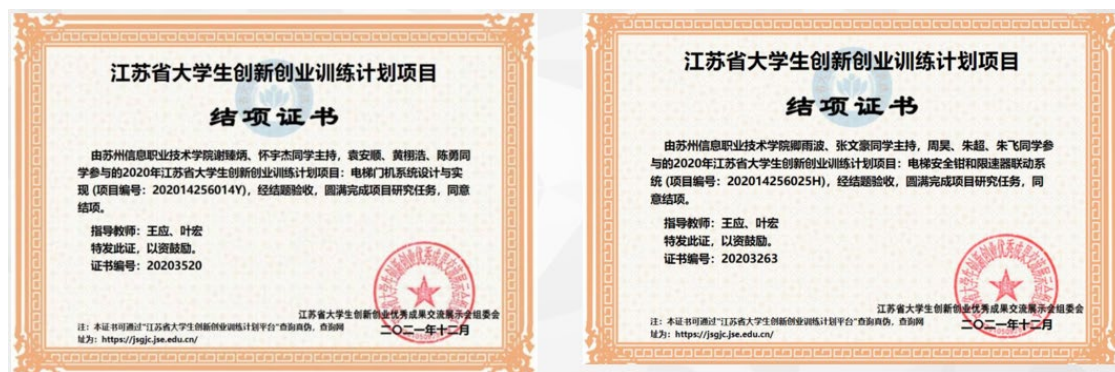 江苏省大学生创新创业训练计划项目
结项证书
由苏州信息职业技术学院谢臻炳、怀宇杰同学主持，袁安顺、黄栩浩、陈勇同
学参与的2020年江苏省大学生创新创业训练计划项目：电梯门机系统设计与实
现 (项目编号：202014256014Y)，经结题验收，圆满完成项目研究任务，同意
结项。
指导教师：王应、叶宏
特发此证，以资鼓励。
证书编号：20203520
江苏省大学生创新创业优秀成果交流展示会组委会
二〇二一年十二月
注：本证书可通过“江苏省大学生创新创业训练计划平台”查询真伪，查询网
址为：https://jsgjc.jse.edu.cn/
江苏省大学生创新创业训练计划项目
结项证书
由苏州信息职业技术学院卿雨波、张文豪同学主持，周昊、朱超、朱飞同学参
与的2020年江苏省大学生创新创业训练计划项目：电梯安全钳和限速器联动系
统 (项目编号：202014256025H)，经结题验收，圆满完成项目研究任务，同
意结项。
指导教师：王应、叶宏
特发此证，以资鼓励。
证书编号：20203263
江苏省大学生创新创业优秀成果交流展示会组委会
二〇二一年十二月
注：本证书可通过“江苏省大学生创新创业训练计划平台”查询真伪，查询网
址为：https://jsgjc.jse.edu.cn/